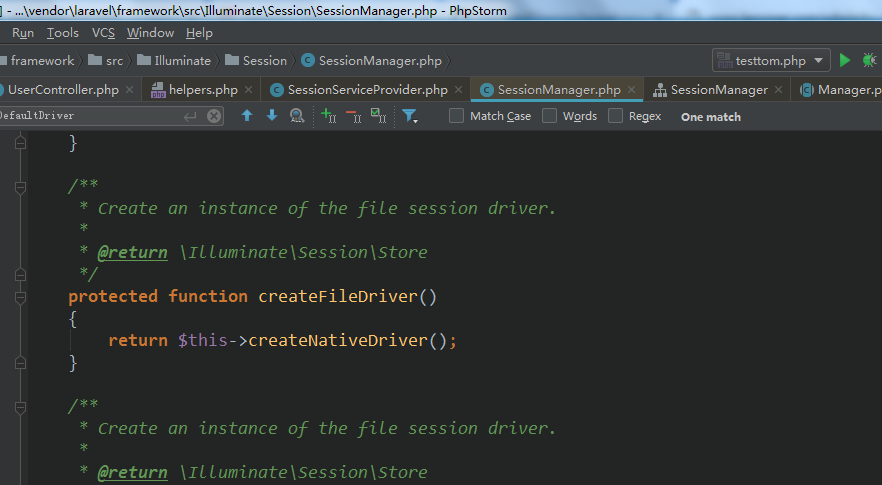 ] - ...\vendor\laravel\framework\src\Illuminate\Session\SessionManager.php - PhpStorm
Run Tools VCS Window Help
framework src Illuminate Session SessionManager.php testtom.php
UserController.php helpers.php SessionServiceProvider.php SessionManager.php SessionManager Manager.p
DefaultDriver Match Case Words Regex One match
}
/**
* Create an instance of the file session driver.
*
* @return \Illuminate\Session\Store
*/
protected function createFileDriver()
{
return $this->createNativeDriver();
}
/**
* Create an instance of the file session driver.
*
* @return \Illuminate\Session\Store